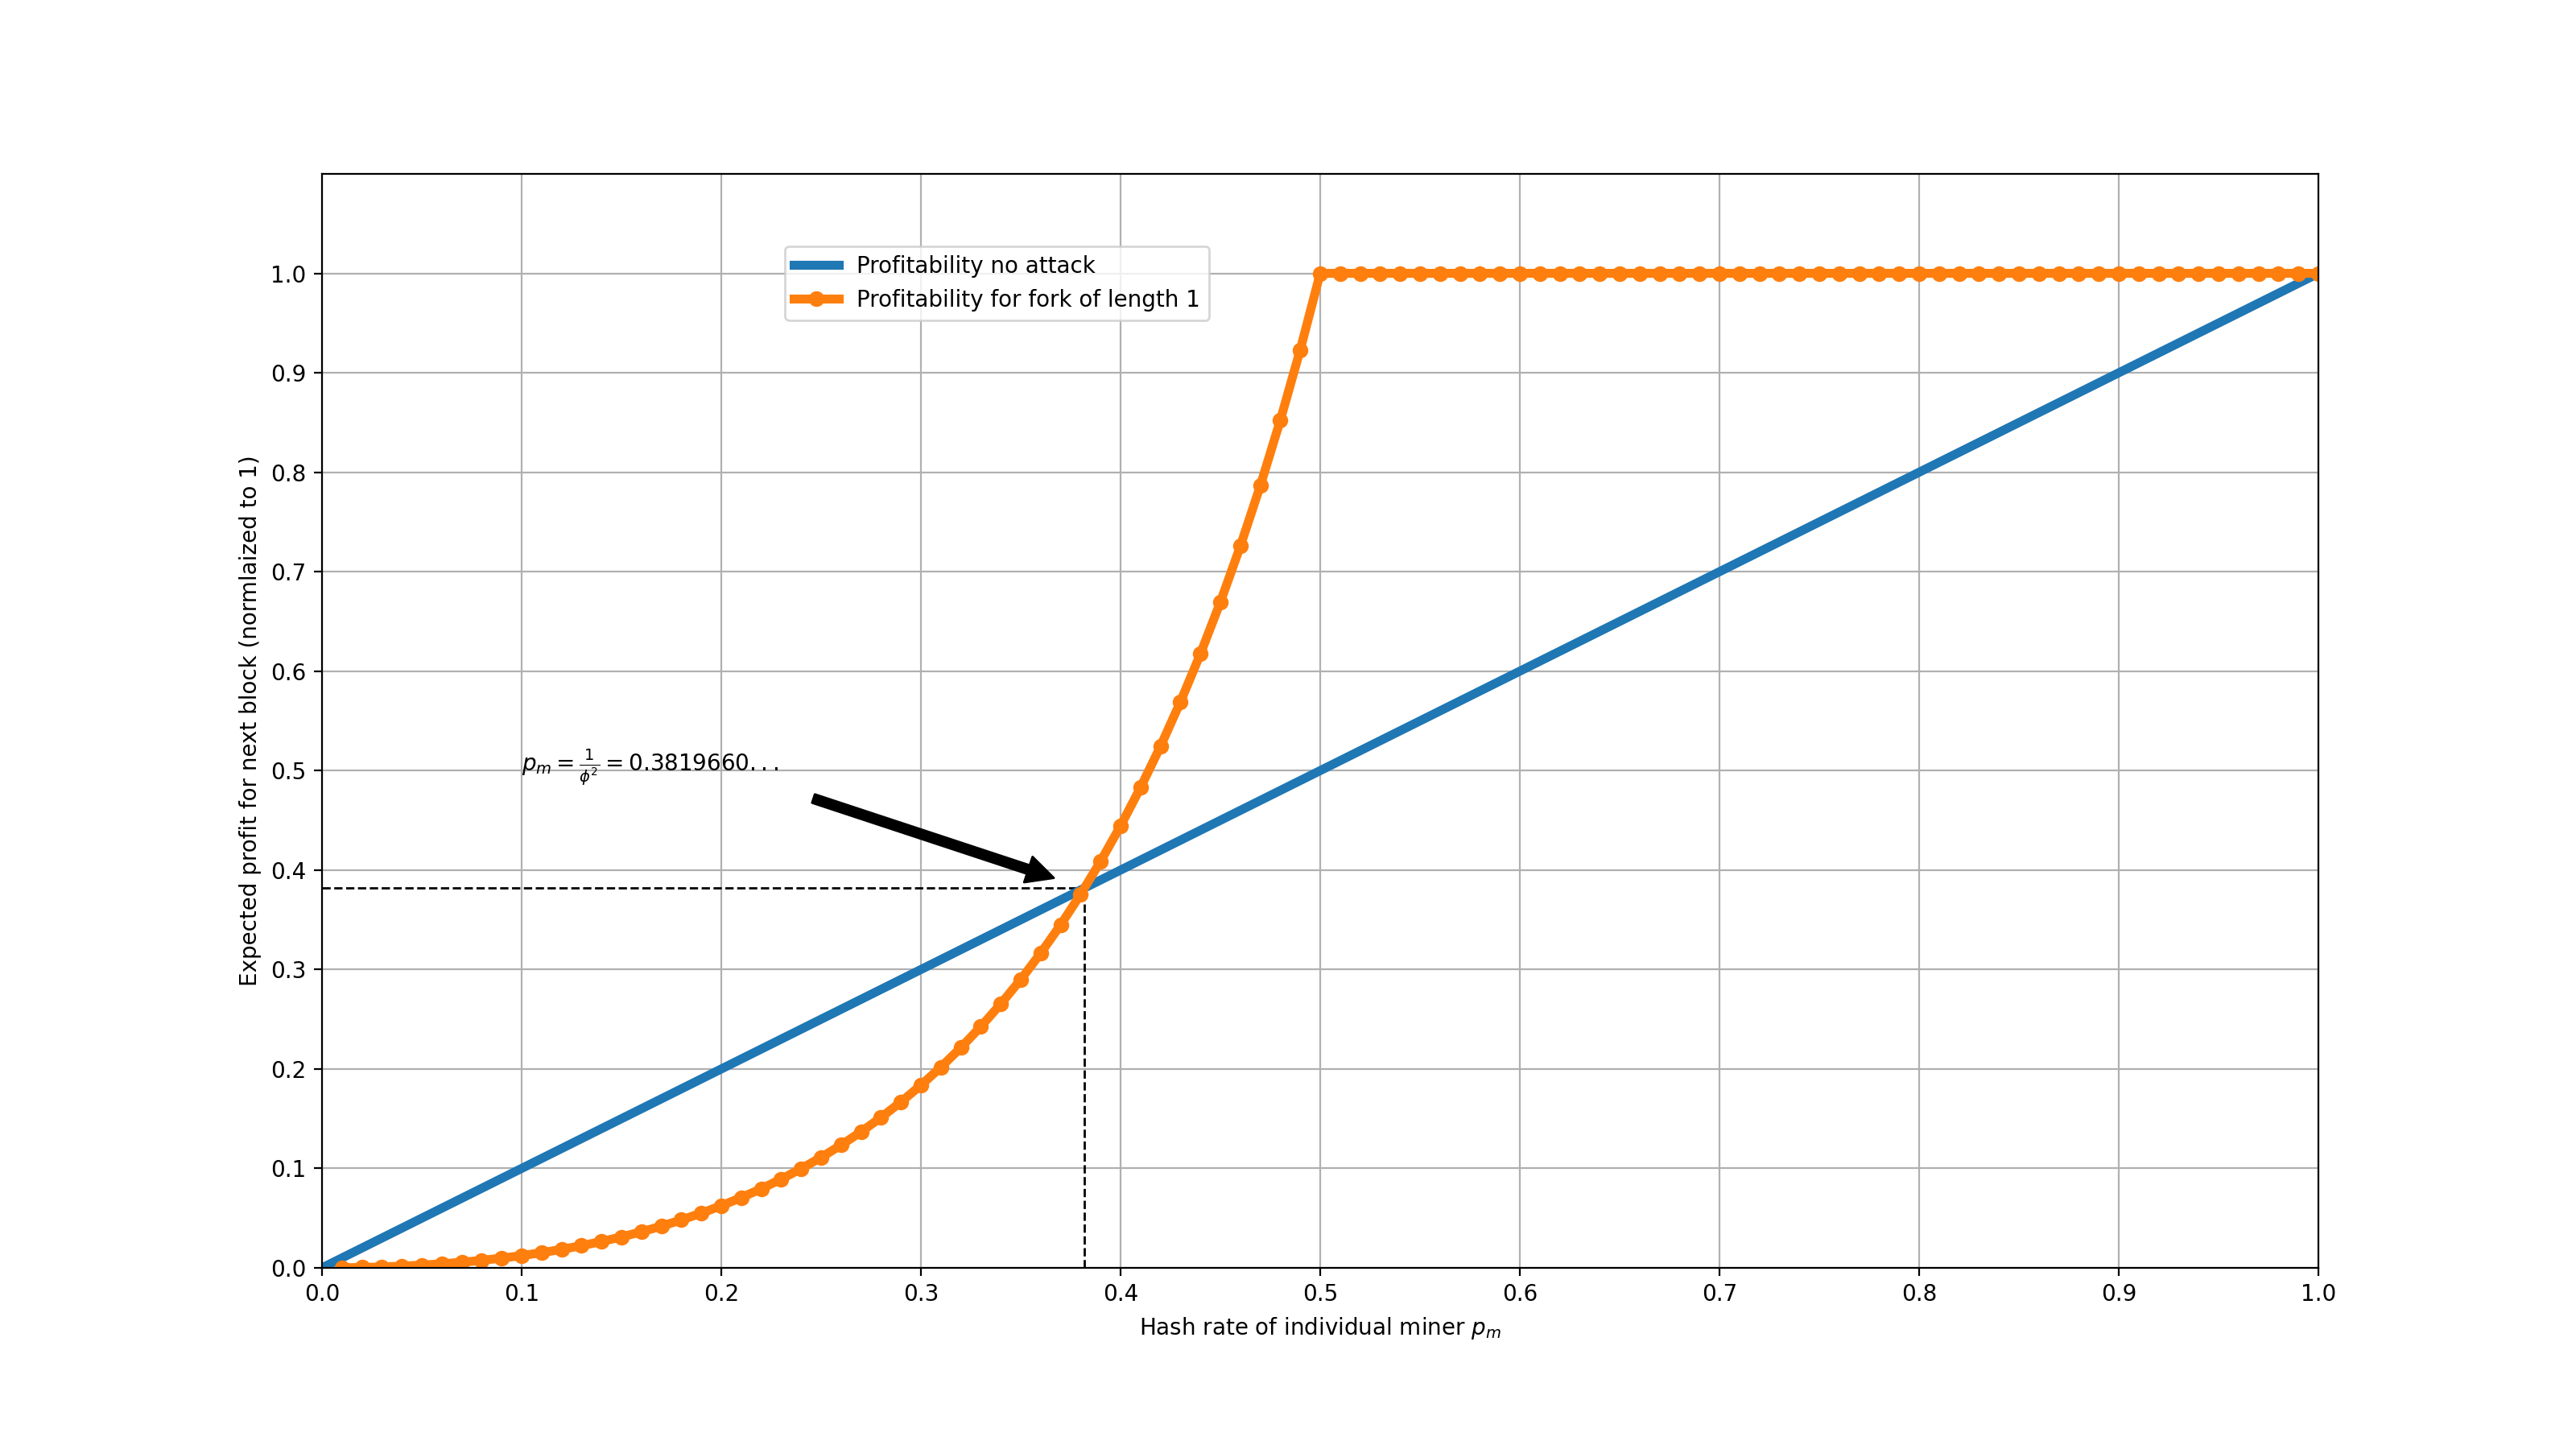 Profitability no attack
Profitability for fork of length 1
1.0
0.9
0.8
0.7
0.6
0.5
0.4
0.3
0.2
0.1
0.0
Expected profit for next block (normlaized to 1)
pₘ = 1/ϕ² = 0.3819660...
0.0 0.1 0.2 0.3 0.4 0.5 0.6 0.7 0.8 0.9 1.0
Hash rate of individual miner pₘ